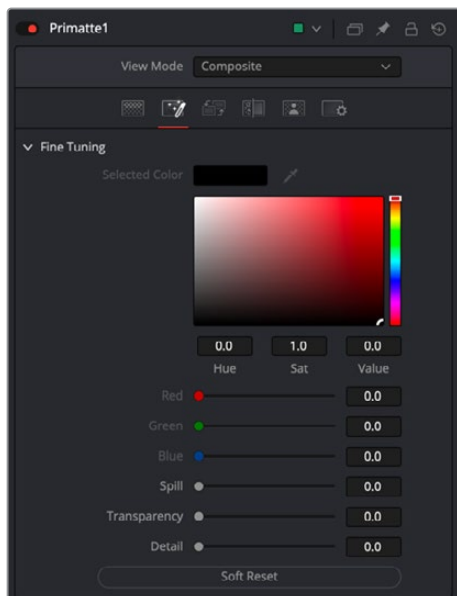 Primatte1
View Mode Composite
Fine Tuning
Selected Color
0.0 1.0 0.0
Hue Sat Value
Red 0.0
Green 0.0
Blue 0.0
Spill 0.0
Transparency 0.0
Detail 0.0
Soft Reset